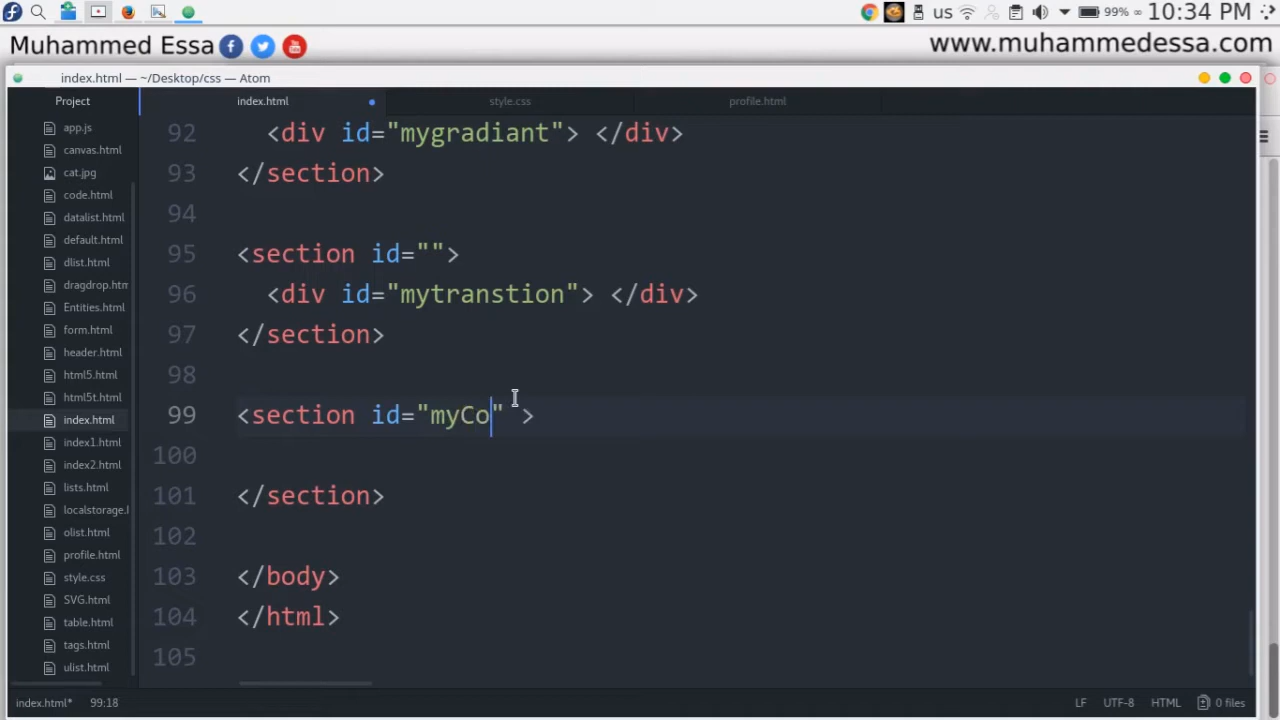 us 99% 10:34 PM
Muhammed Essa www.muhammedessa.com
index.html — ~/Desktop/css — Atom
Project index.html style.css profile.html
app.js
canvas.html
cat.jpg
code.html
datalist.html
default.html
dlist.html
dragdrop.htm
Entities.html
form.html
header.html
html5.html
html5t.html
index.html
index1.html
index2.html
lists.html
localstorage.l
olist.html
profile.html
style.css
SVG.html
table.html
tags.html
ulist.html
92 <div id="mygradiant"> </div>
93 </section>
94
95 <section id="">
96 <div id="mytranstion"> </div>
97 </section>
98
99 <section id="myCo" >
100
101 </section>
102
103 </body>
104 </html>
105
index.html* 99:18 LF UTF-8 HTML 0 files